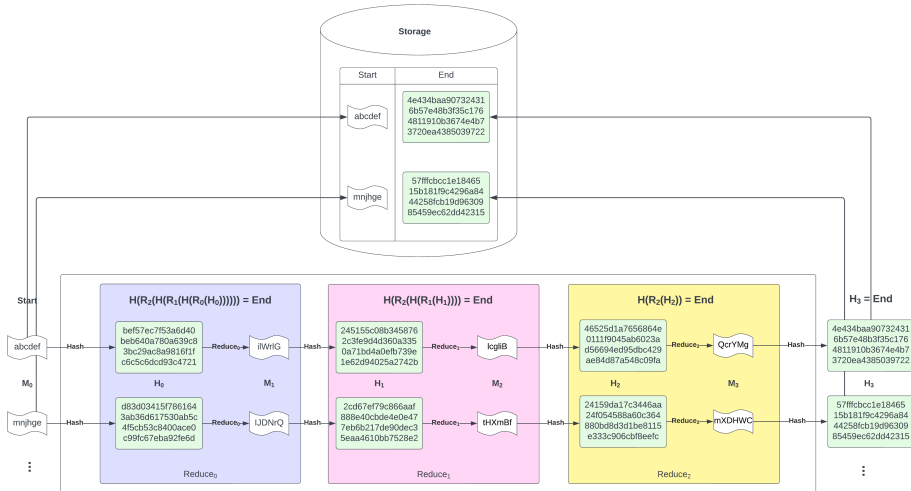 Storage
Start End
abcdef
4e434baa90732431
6b57e48b3f35c176
4811910b3674e4b7
3720ea4385039722
mnjhge
57fffcbcc1e18465
15b181f9c4296a84
44258fcb19d96309
85459ec62dd42315
Start
H(R₂(H(R₁(H(R₀(H₀)))))) = End
H(R₂(H(R₁(H₁)))) = End
H(R₂(H₂)) = End
H₃ = End
abcdef
Hash
bef57ec7f53a6d40
beb640a780a639c8
3bc29ac8a9816f1f
c6c5c6dcd93c4721
Reduce₀
ilWrlG
Hash
245155c08b345876
2c3fe9d4d360a335
0a71bd4a0efb739e
1e62d94025a2742b
Reduce₁
lcgliB
Hash
46525d1a7656864e
0111f9045ab6023a
d56694ed95dbc429
ae84d87a548c09fa
Reduce₂
QcrYMg
Hash
4e434baa90732431
6b57e48b3f35c176
4811910b3674e4b7
3720ea4385039722
M₀ H₀ M₁ H₁ M₂ H₂ M₃ H₃
mnjhge
Hash
d83d03415f786164
3ab36d617530ab5c
4f5cb53c8400ace0
c99fc67eba92fe6d
Reduce₀
IJDNrQ
Hash
2cd67ef79c866aaf
888e40cbde4e0e47
7eb6b217de90dec3
5eaa4610bb7528e2
Reduce₁
tHXmBf
Hash
24159da17c3446aa
24f054588a60c364
880bd8d3d1be8115
e333c906cbf8eefc
Reduce₂
mXDHWC
Hash
57fffcbcc1e18465
15b181f9c4296a84
44258fcb19d96309
85459ec62dd42315
Reduce₀
Reduce₁
Reduce₂